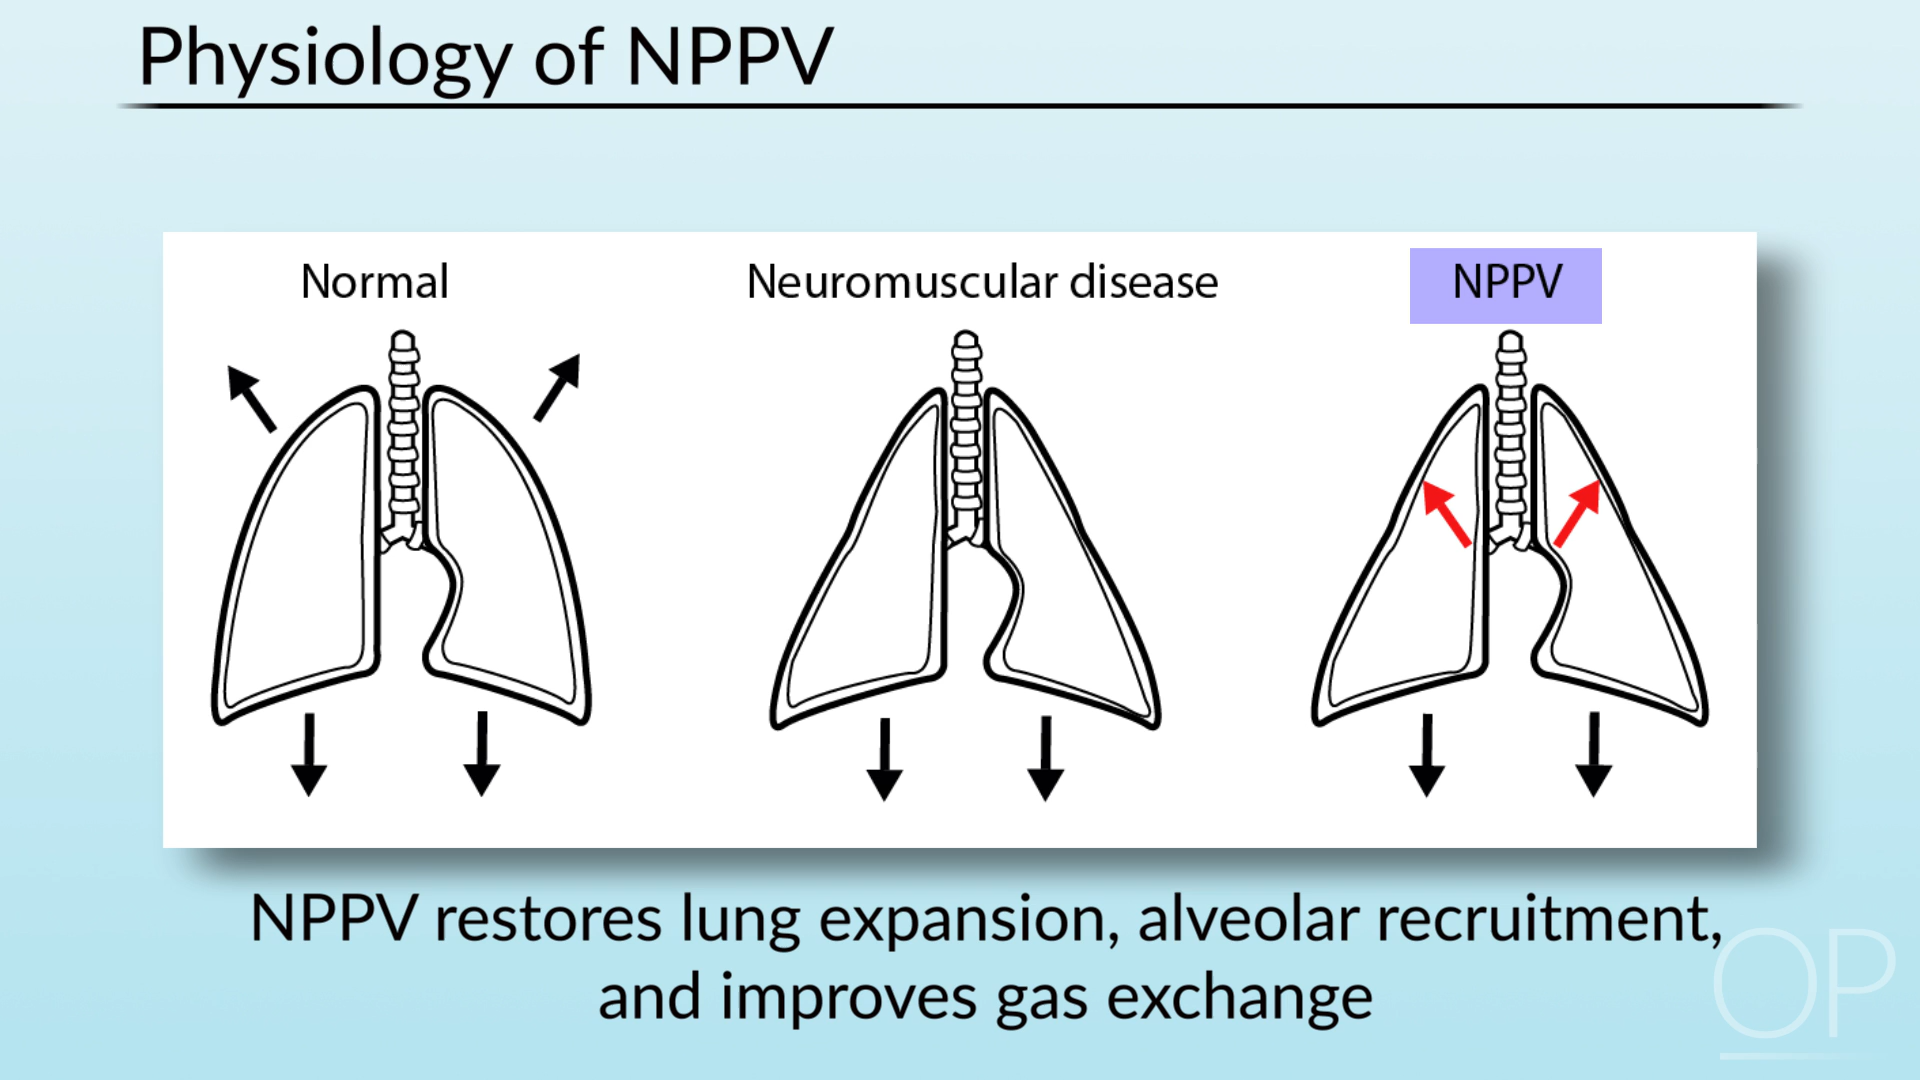 Physiology of NPPV
Normal
Neuromuscular disease
NPPV
NPPV restores lung expansion, alveolar recruitment,
and improves gas exchange
OP